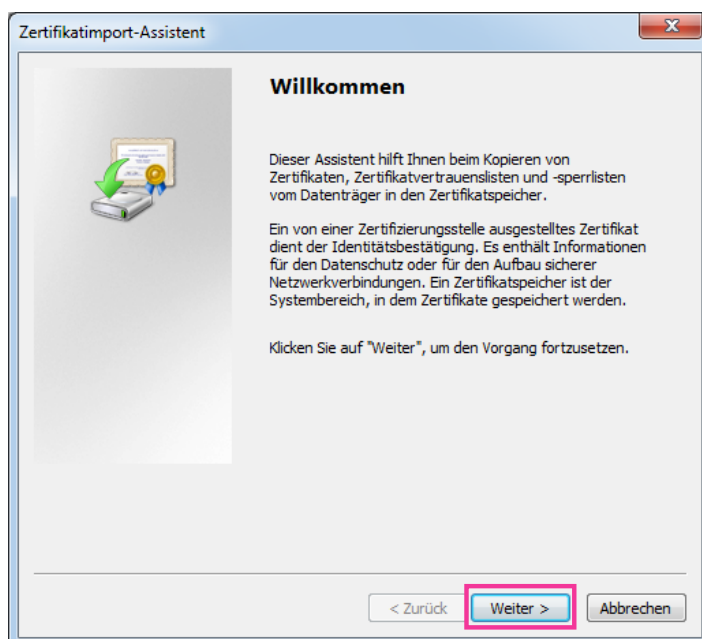 Zertifikatimport-Assistent
Willkommen
Dieser Assistent hilft Ihnen beim Kopieren von
Zertifikaten, Zertifikatvertrauenslisten und -sperrlisten
vom Datenträger in den Zertifikatspeicher.
Ein von einer Zertifizierungsstelle ausgestelltes Zertifikat
dient der Identitätsbestätigung. Es enthält Informationen
für den Datenschutz oder für den Aufbau sicherer
Netzwerkverbindungen. Ein Zertifikatspeicher ist der
Systembereich, in dem Zertifikate gespeichert werden.
Klicken Sie auf "Weiter", um den Vorgang fortzusetzen.
< Zurück Weiter > Abbrechen